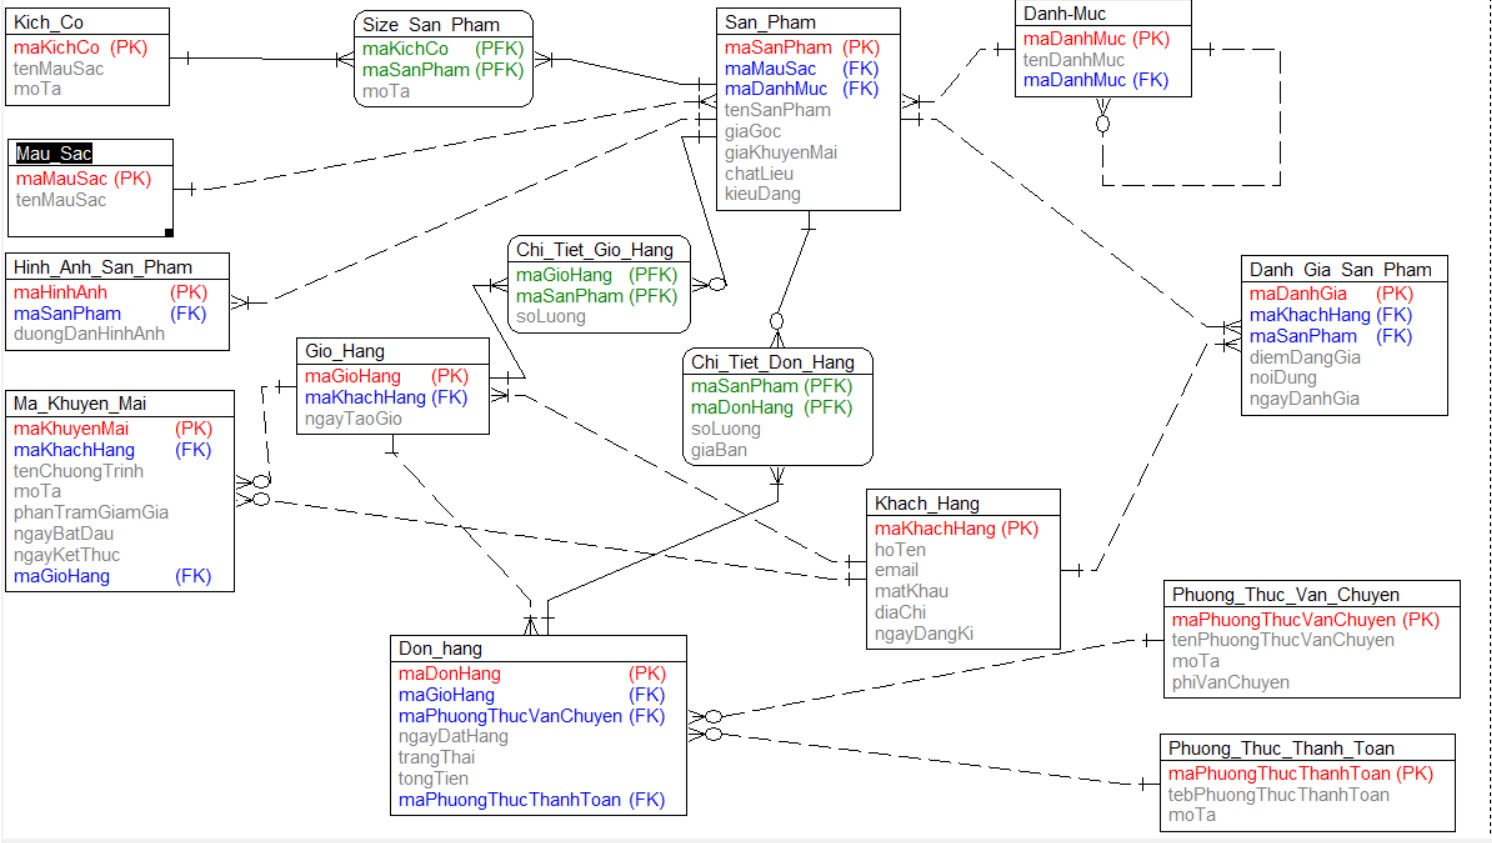 Kich_Co
maKichCo (PK)
tenMauSac
moTa
Size_San_Pham
maKichCo (PFK)
maSanPham (PFK)
moTa
San_Pham
maSanPham (PK)
maMauSac (FK)
maDanhMuc (FK)
tenSanPham
giaGoc
giaKhuyenMai
chatLieu
kieuDang
Danh-Muc
maDanhMuc (PK)
tenDanhMuc
maDanhMuc (FK)
Mau_Sac
maMauSac (PK)
tenMauSac
Hinh_Anh_San_Pham
maHinhAnh (PK)
maSanPham (FK)
duongDanHinhAnh
Chi_Tiet_Gio_Hang
maGioHang (PFK)
maSanPham (PFK)
soLuong
Danh_Gia_San_Pham
maDanhGia (PK)
maKhachHang (FK)
maSanPham (FK)
diemDangGia
noiDung
ngayDanhGia
Gio_Hang
maGioHang (PK)
maKhachHang (FK)
ngayTaoGio
Chi_Tiet_Don_Hang
maSanPham (PFK)
maDonHang (PFK)
soLuong
giaBan
Ma_Khuyen_Mai
maKhuyenMai (PK)
maKhachHang (FK)
tenChuongTrinh
moTa
phanTramGiamGia
ngayBatDau
ngayKetThuc
maGioHang (FK)
Khach_Hang
maKhachHang (PK)
hoTen
email
matKhau
diaChi
ngayDangKi
Phuong_Thuc_Van_Chuyen
maPhuongThucVanChuyen (PK)
tenPhuongThucVanChuyen
moTa
phiVanChuyen
Don_hang
maDonHang (PK)
maGioHang (FK)
maPhuongThucVanChuyen (FK)
ngayDatHang
trangThai
tongTien
maPhuongThucThanhToan (FK)
Phuong_Thuc_Thanh_Toan
maPhuongThucThanhToan (PK)
tebPhuongThucThanhToan
moTa